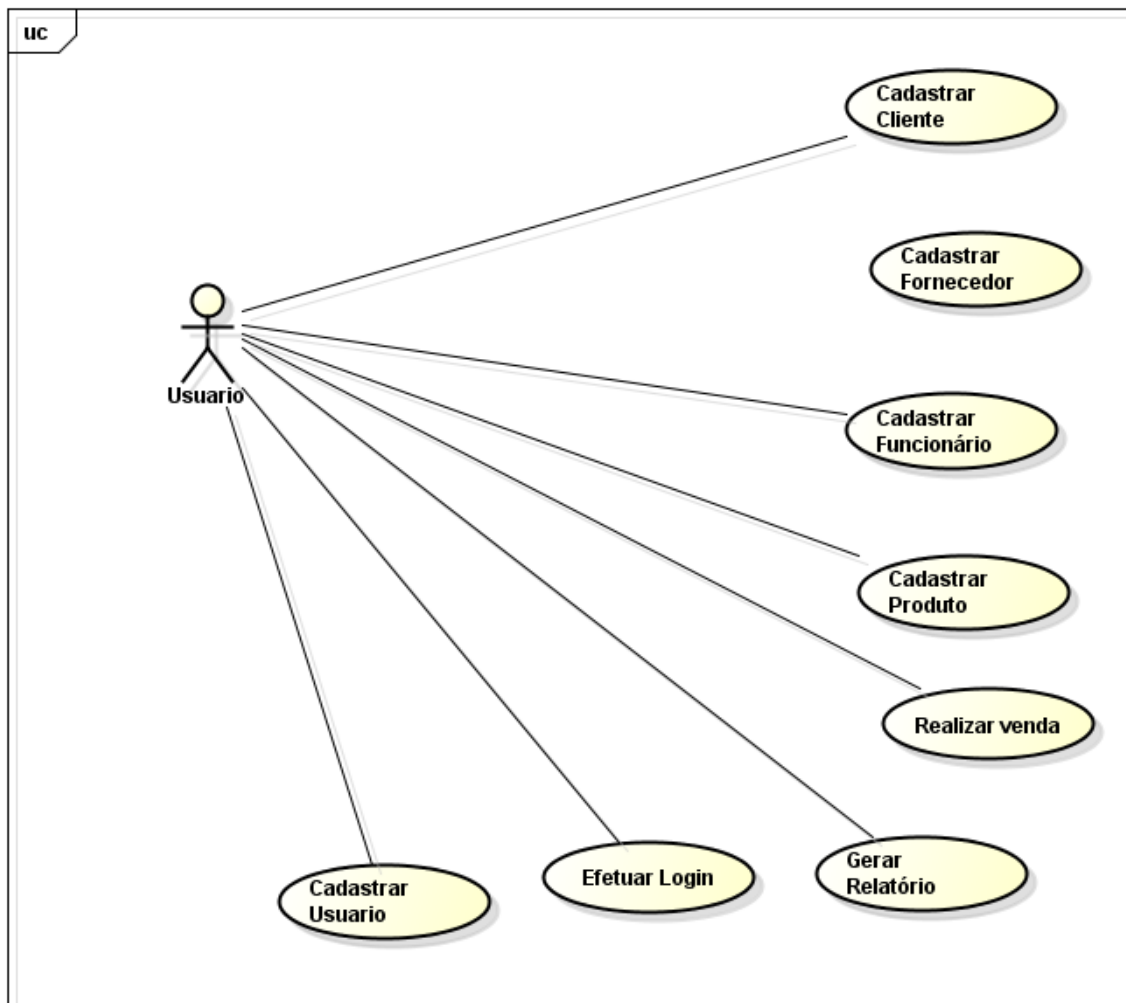 uc
Cadastrar
Cliente
Cadastrar
Fornecedor
Usuario
Cadastrar
Funcionário
Cadastrar
Produto
Realizar venda
Gerar
Relatório
Efetuar Login
Cadastrar
Usuario